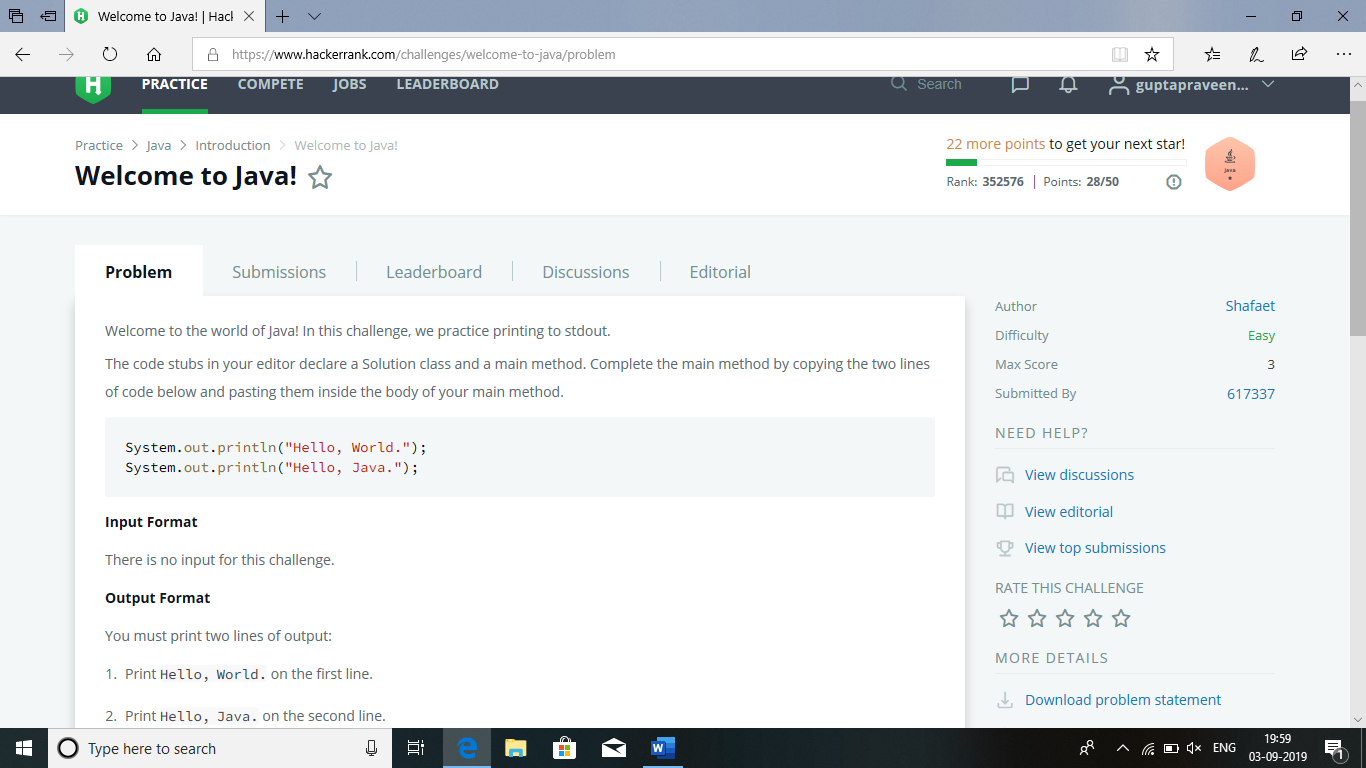 Welcome to Java! | Hack
https://www.hackerrank.com/challenges/welcome-to-java/problem
H PRACTICE COMPETE JOBS LEADERBOARD Search guptapraveen...
Practice > Java > Introduction > Welcome to Java!
Welcome to Java!
22 more points to get your next star!
Rank: 352576 | Points: 28/50
Java
Problem Submissions Leaderboard Discussions Editorial
Welcome to the world of Java! In this challenge, we practice printing to stdout.
The code stubs in your editor declare a Solution class and a main method. Complete the main method by copying the two lines
of code below and pasting them inside the body of your main method.
System.out.println("Hello, World.");
System.out.println("Hello, Java.");
Input Format
There is no input for this challenge.
Output Format
You must print two lines of output:
1. Print Hello, World. on the first line.
2. Print Hello, Java. on the second line.
Author Shafaet
Difficulty Easy
Max Score 3
Submitted By 617337
NEED HELP?
View discussions
View editorial
View top submissions
RATE THIS CHALLENGE
MORE DETAILS
Download problem statement
Type here to search
W
ENG
19:59
03-09-2019
1